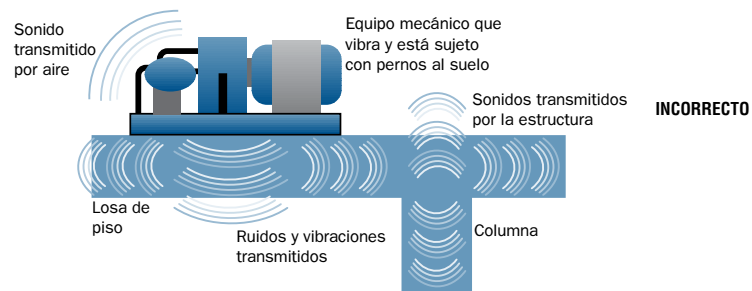 Sonido
transmitido
por aire
Equipo mecánico que
vibra y está sujeto
con pernos al suelo
Sonidos transmitidos
por la estructura
INCORRECTO
Losa de
piso
Ruidos y vibraciones
transmitidos
Columna